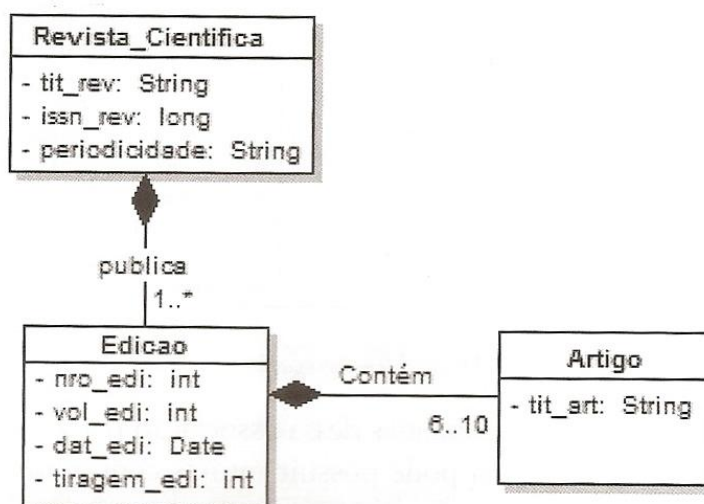 Revista_Cientifica
- tit_rev: String
- issn_rev: long
- periodicidade: String
publica
1..*
Edicao
- nro_edi: int
- vol_edi: int
- dat_edi: Date
- tiragem_edi: int
Contém
6..10
Artigo
- tit_art: String